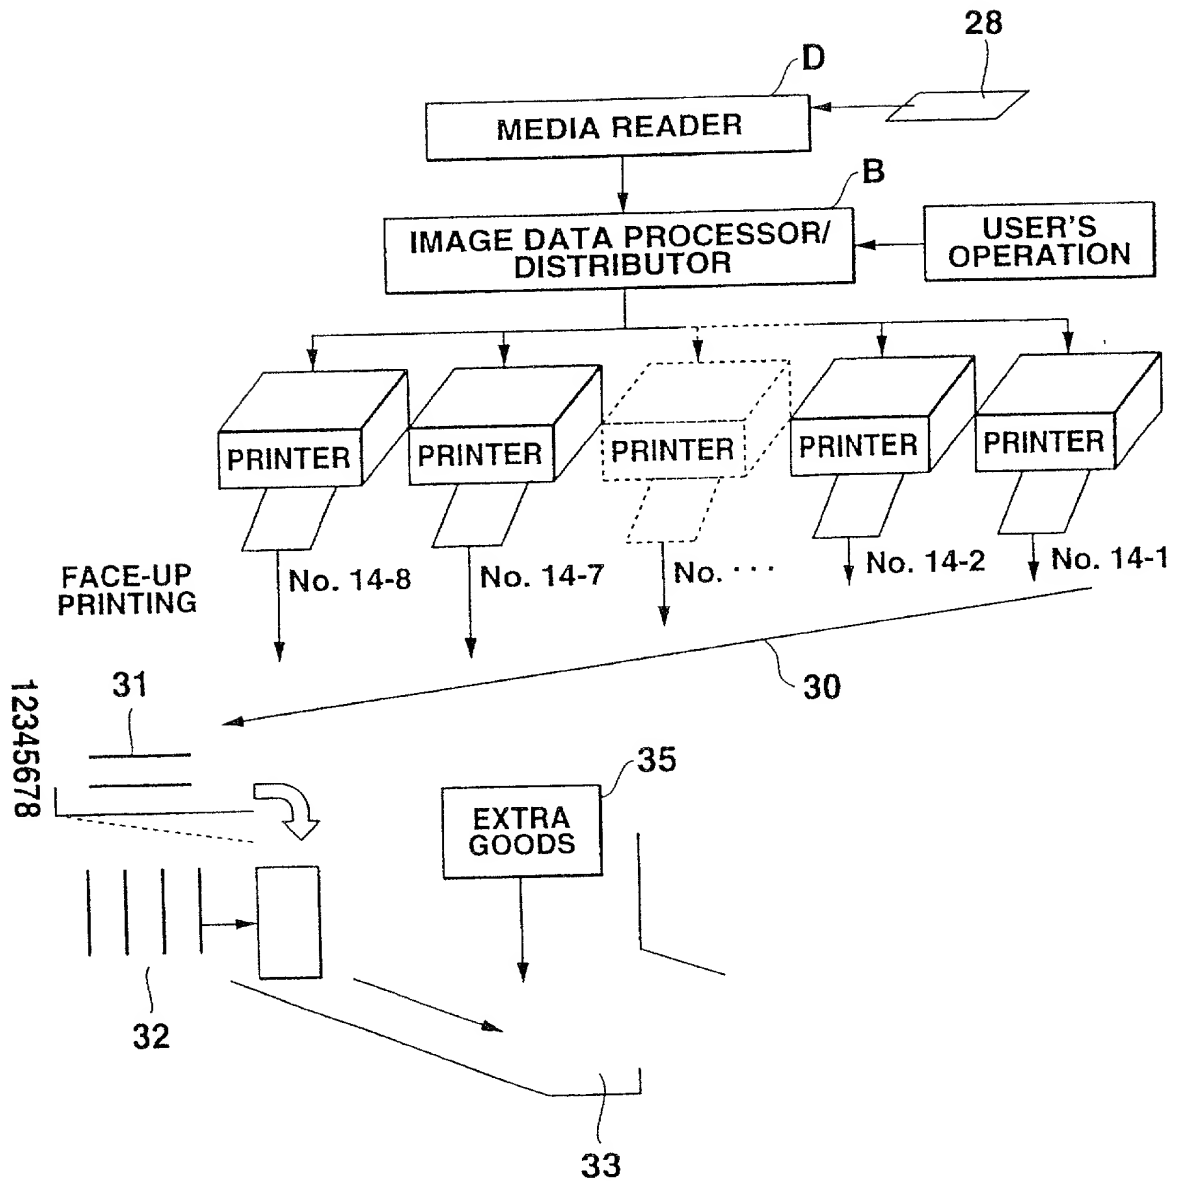 28
D
MEDIA READER
B
IMAGE DATA PROCESSOR/
DISTRIBUTOR
USER'S
OPERATION
PRINTER
PRINTER
PRINTER
PRINTER
PRINTER
No. 14-8
No. 14-7
No. · · ·
No. 14-2
No. 14-1
FACE-UP
PRINTING
30
31
12345678
35
EXTRA
GOODS
32
33